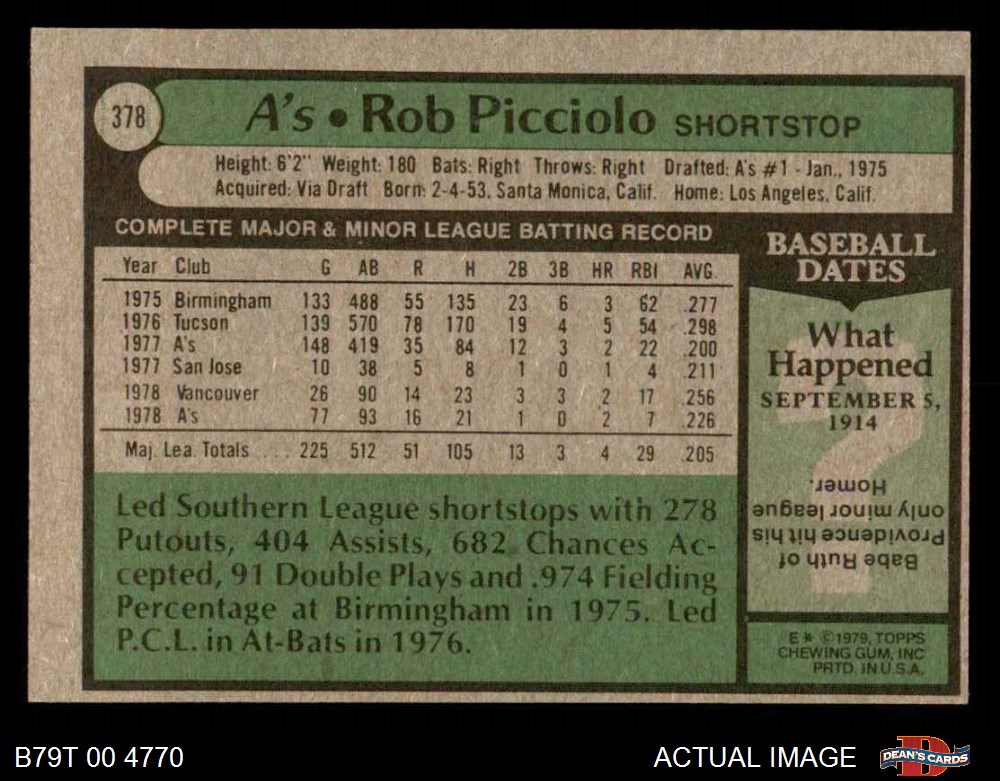 378
A's • Rob Picciolo SHORTSTOP
Height: 6'2" Weight: 180 Bats: Right Throws: Right Drafted: A's #1 - Jan., 1975
Acquired: Via Draft Born: 2-4-53, Santa Monica, Calif. Home: Los Angeles, Calif.
COMPLETE MAJOR & MINOR LEAGUE BATTING RECORD
Year Club G AB R H 2B 3B HR RBI AVG.
1975 Birmingham 133 488 55 135 23 6 3 62 .277
1976 Tucson 139 570 78 170 19 4 5 54 .298
1977 A's 148 419 35 84 12 3 2 22 .200
1977 San Jose 10 38 5 8 1 0 1 4 .211
1978 Vancouver 26 90 14 23 3 3 2 17 .256
1978 A's 77 93 16 21 1 0 2 7 .226
Maj. Lea. Totals . . . 225 512 51 105 13 3 4 29 .205
Led Southern League shortstops with 278
Putouts, 404 Assists, 682 Chances Ac-
cepted, 91 Double Plays and .974 Fielding
Percentage at Birmingham in 1975. Led
P.C.L. in At-Bats in 1976.
BASEBALL
DATES
What
Happened
SEPTEMBER 5,
1914
?
Babe Ruth of
Providence hit his
only minor league
Homer.
E * © 1979, TOPPS
CHEWING GUM, INC
PRTD. IN U.S.A.
B79T 00 4770
ACTUAL IMAGE
D
DEAN'S CARDS